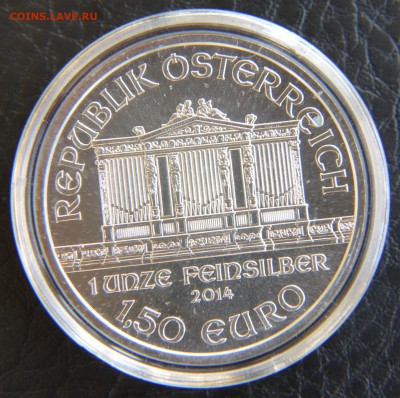 COINS.LAVE.RU
REPUBLIK ÖSTERREICH
1 UNZE FEINSILBER
2014
1,50 EURO